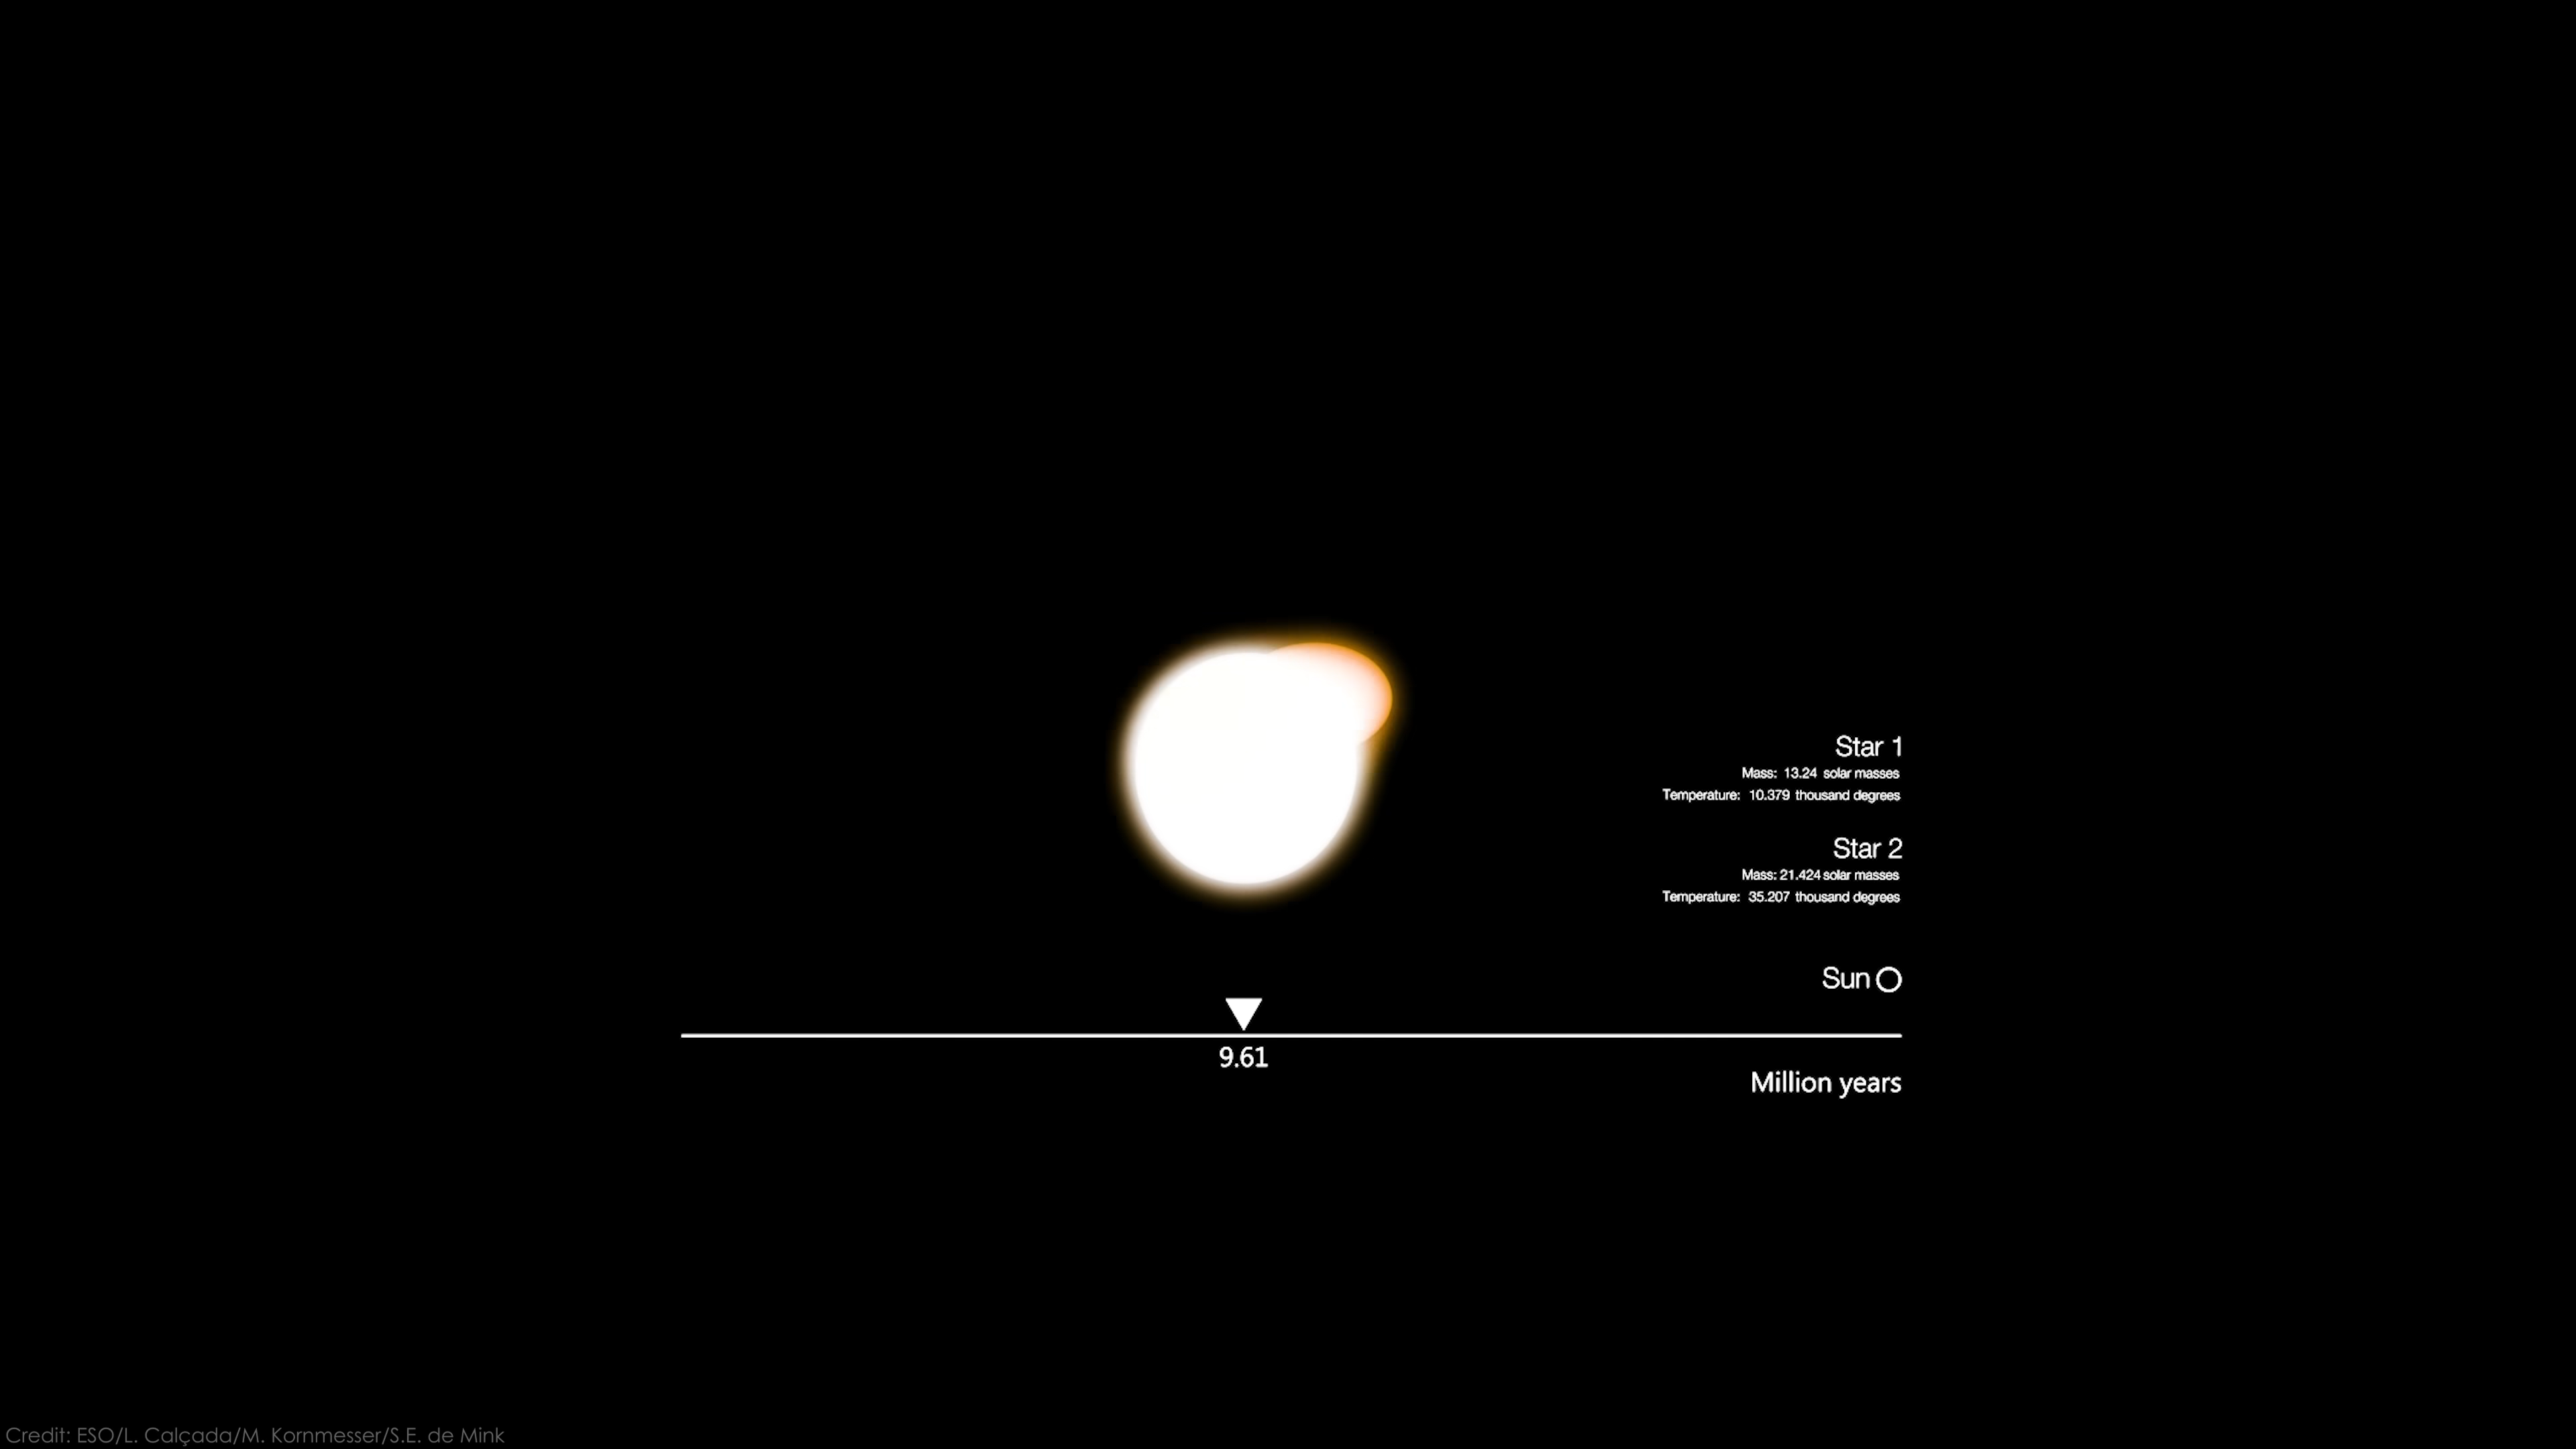 Star 1
Mass: 13.24 solar masses
Temperature: 10.379 thousand degrees
Star 2
Mass: 21.424 solar masses
Temperature: 35.207 thousand degrees
Sun
9.61
Million years
Credit: ESO/L. Calçada/M. Kornmesser/S.E. de Mink